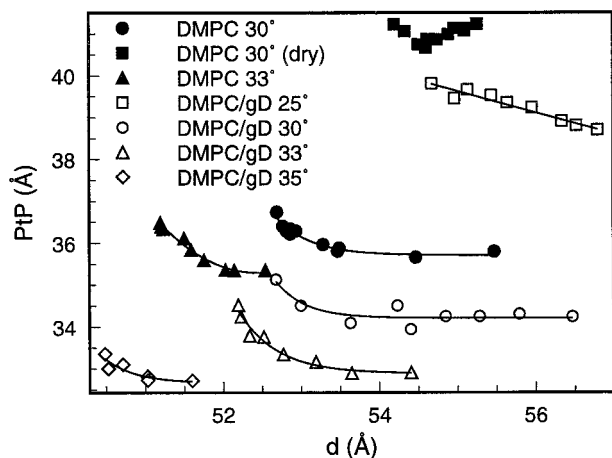 DMPC 30°
DMPC 30° (dry)
DMPC 33°
DMPC/gD 25°
DMPC/gD 30°
DMPC/gD 33°
DMPC/gD 35°
40
38
36
34
PtP (Å)
52
54
56
d (Å)